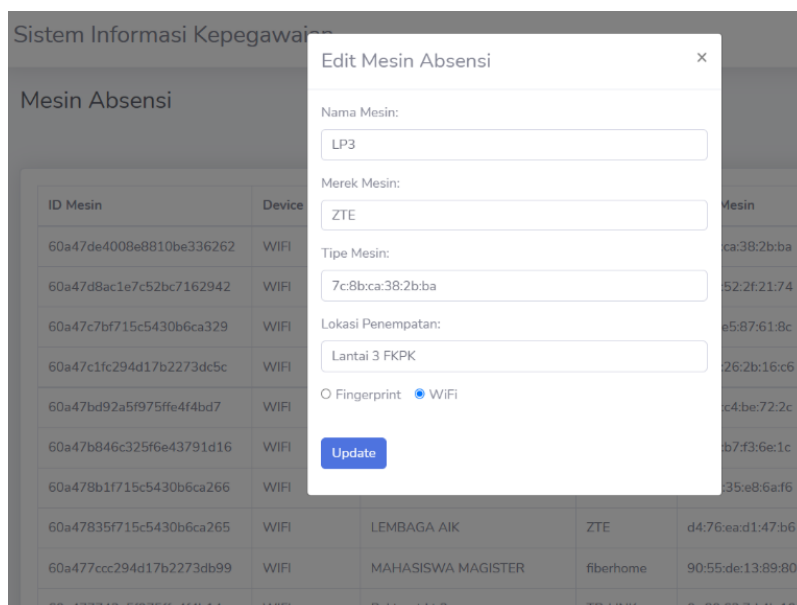 Sistem Informasi Kepegawaian
Edit Mesin Absensi ×
Mesin Absensi
Nama Mesin:
LP3
Merek Mesin:
ZTE
Tipe Mesin:
7c:8b:ca:38:2b:ba
Lokasi Penempatan:
Lantai 3 FKPK
Fingerprint WiFi
Update
ID Mesin Device Mesin
60a47de4008e8810be336262 WIFI :ca:38:2b:ba
60a47d8ac1e7c52bc7162942 WIFI :52:2f:21:74
60a47c7bf715c5430b6ca329 WIFI e5:87:61:8c
60a47c1fc294d17b2273dc5c WIFI :26:2b:16:c6
60a47bd92a5f975ffe4f4bd7 WIFI :c4:be:72:2c
60a47b846c325f6e43791d16 WIFI :b7:f3:6e:1c
60a478b1f715c5430b6ca266 WIFI :35:e8:6a:f6
60a47835f715c5430b6ca265 WIFI LEMBAGA AIK ZTE d4:76:ea:d1:47:b6
60a477ccc294d17b2273db99 WIFI MAHASISWA MAGISTER fiberhome 90:55:de:13:89:80